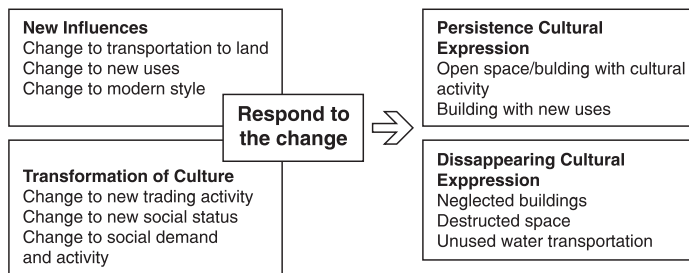 New Influences
Change to transportation to land
Change to new uses
Change to modern style
Transformation of Culture
Change to new trading activity
Change to new social status
Change to social demand
and activity
Respond to
the change
Persistence Cultural
Expression
Open space/bulding with cultural
activity
Building with new uses
Dissappearing Cultural
Exppression
Neglected buildings
Destructed space
Unused water transportation